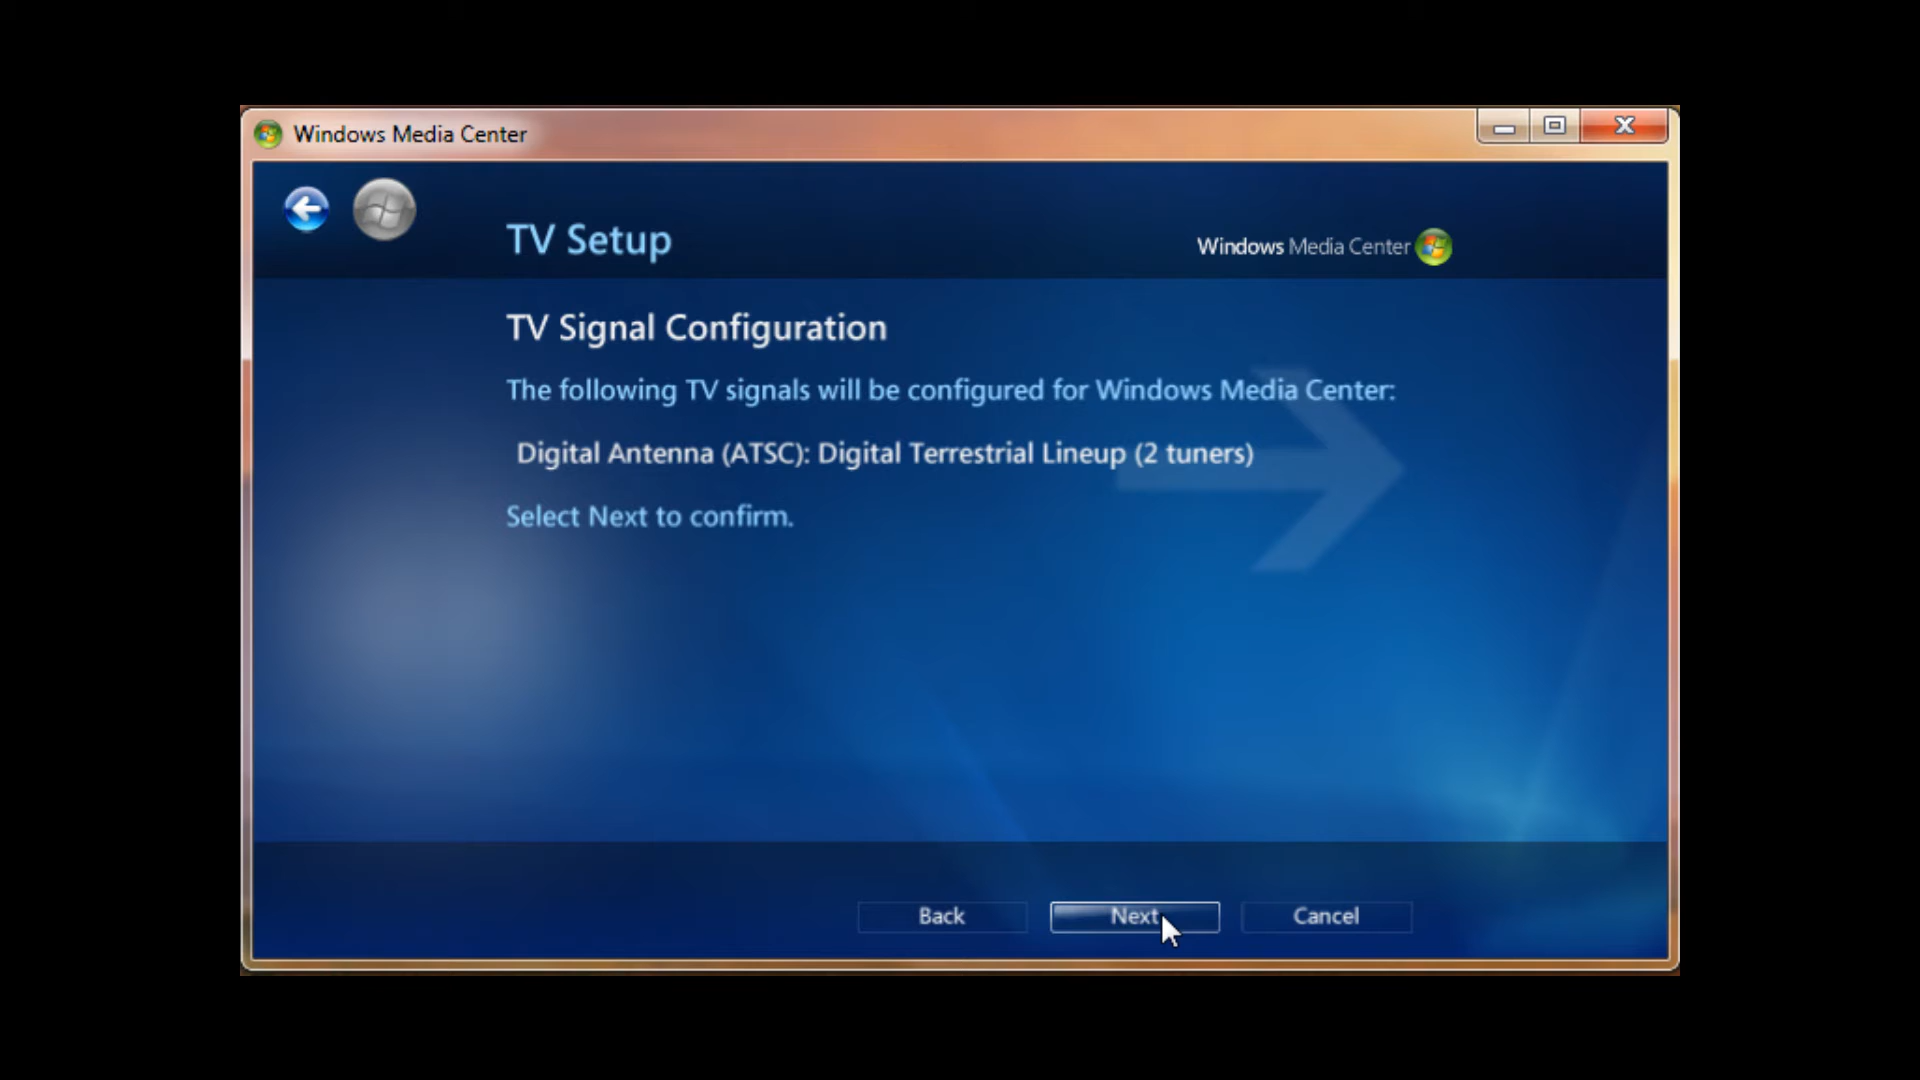 Windows Media Center
TV Setup
Windows Media Center
TV Signal Configuration
The following TV signals will be configured for Windows Media Center:
Digital Antenna (ATSC): Digital Terrestrial Lineup (2 tuners)
Select Next to confirm.
Back
Next
Cancel